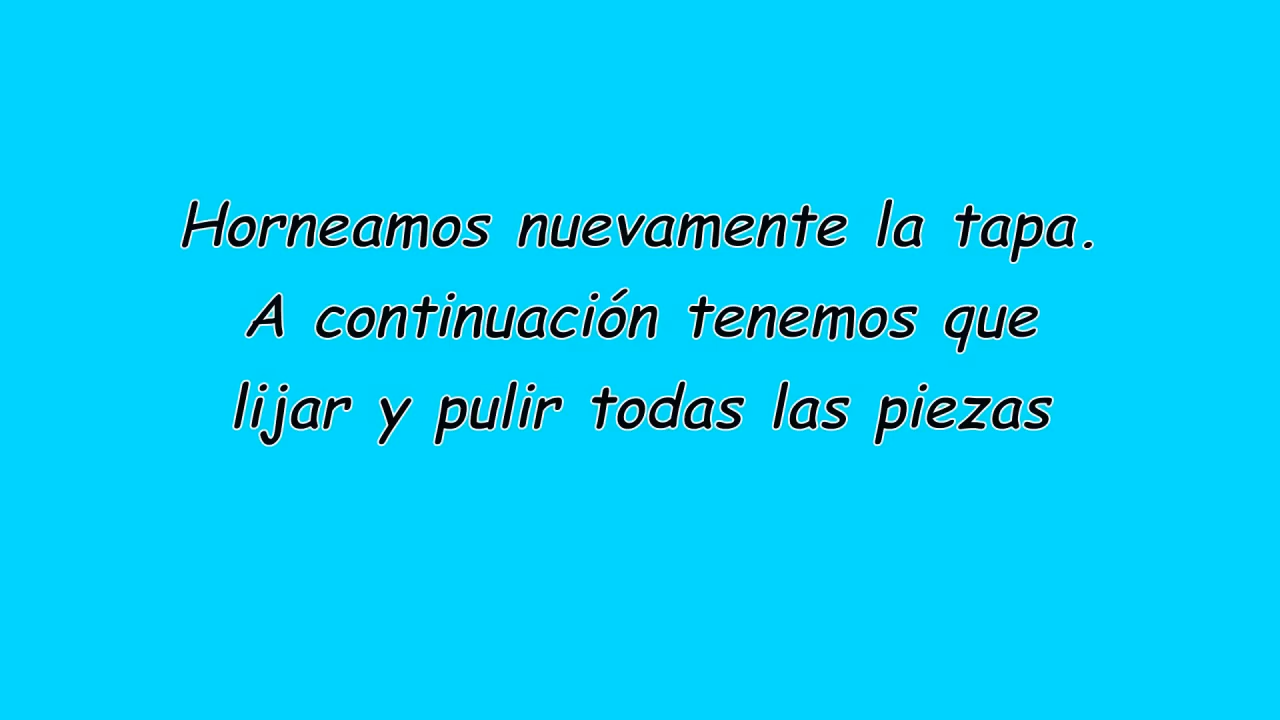 Horneamos nuevamente la tapa.
A continuación tenemos que
lijar y pulir todas las piezas